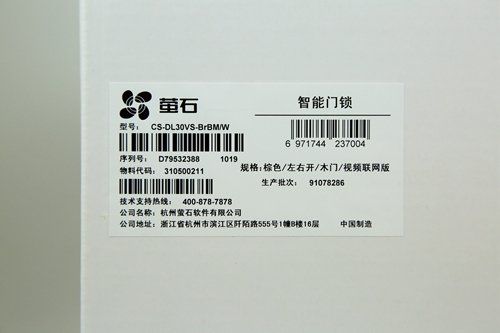 萤石
智能门锁
型号: CS-DL30VS-BrBM/W
6 971744 237004
序列号: D79532388 1019
规格: 棕色/左右开/木门/视频联网版
物料代码: 310500211
生产批次: 91078286
技术支持热线: 400-878-7878
公司名称: 杭州萤石软件有限公司
公司地址: 浙江省杭州市滨江区阡陌路555号1幢B楼16层 中国制造